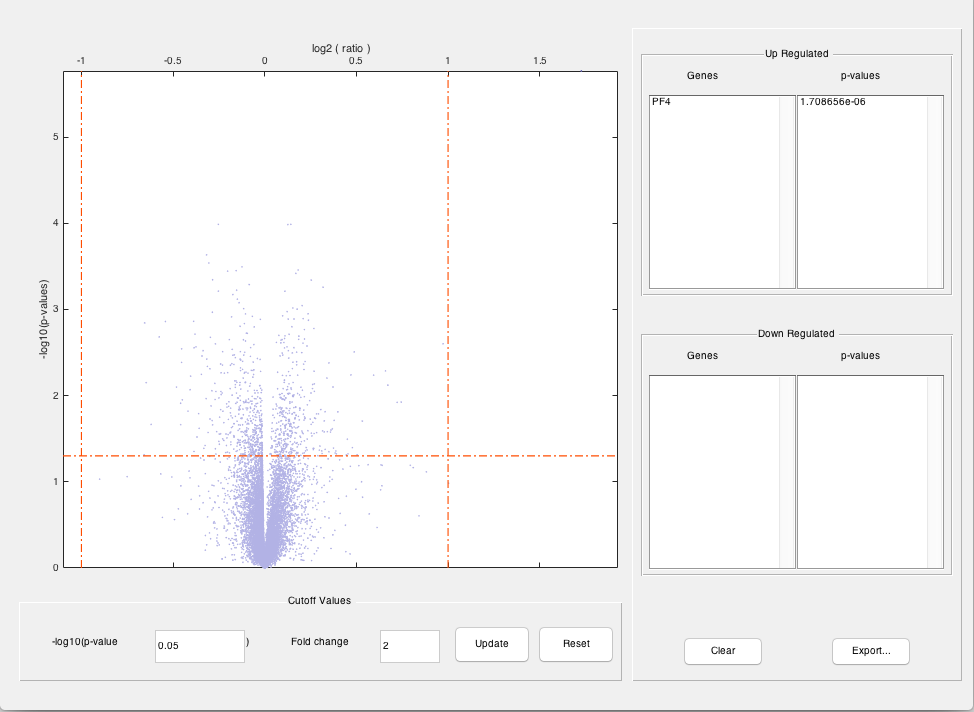 log2 ( ratio )
-1 -0.5 0 0.5 1 1.5
-log10(p-values)
5
4
3
2
1
0
Up Regulated
Genes p-values
PF4 1.708656e-06
Down Regulated
Genes p-values
Cutoff Values
-log10(p-value 0.05 ) Fold change 2 Update Reset
Clear Export...